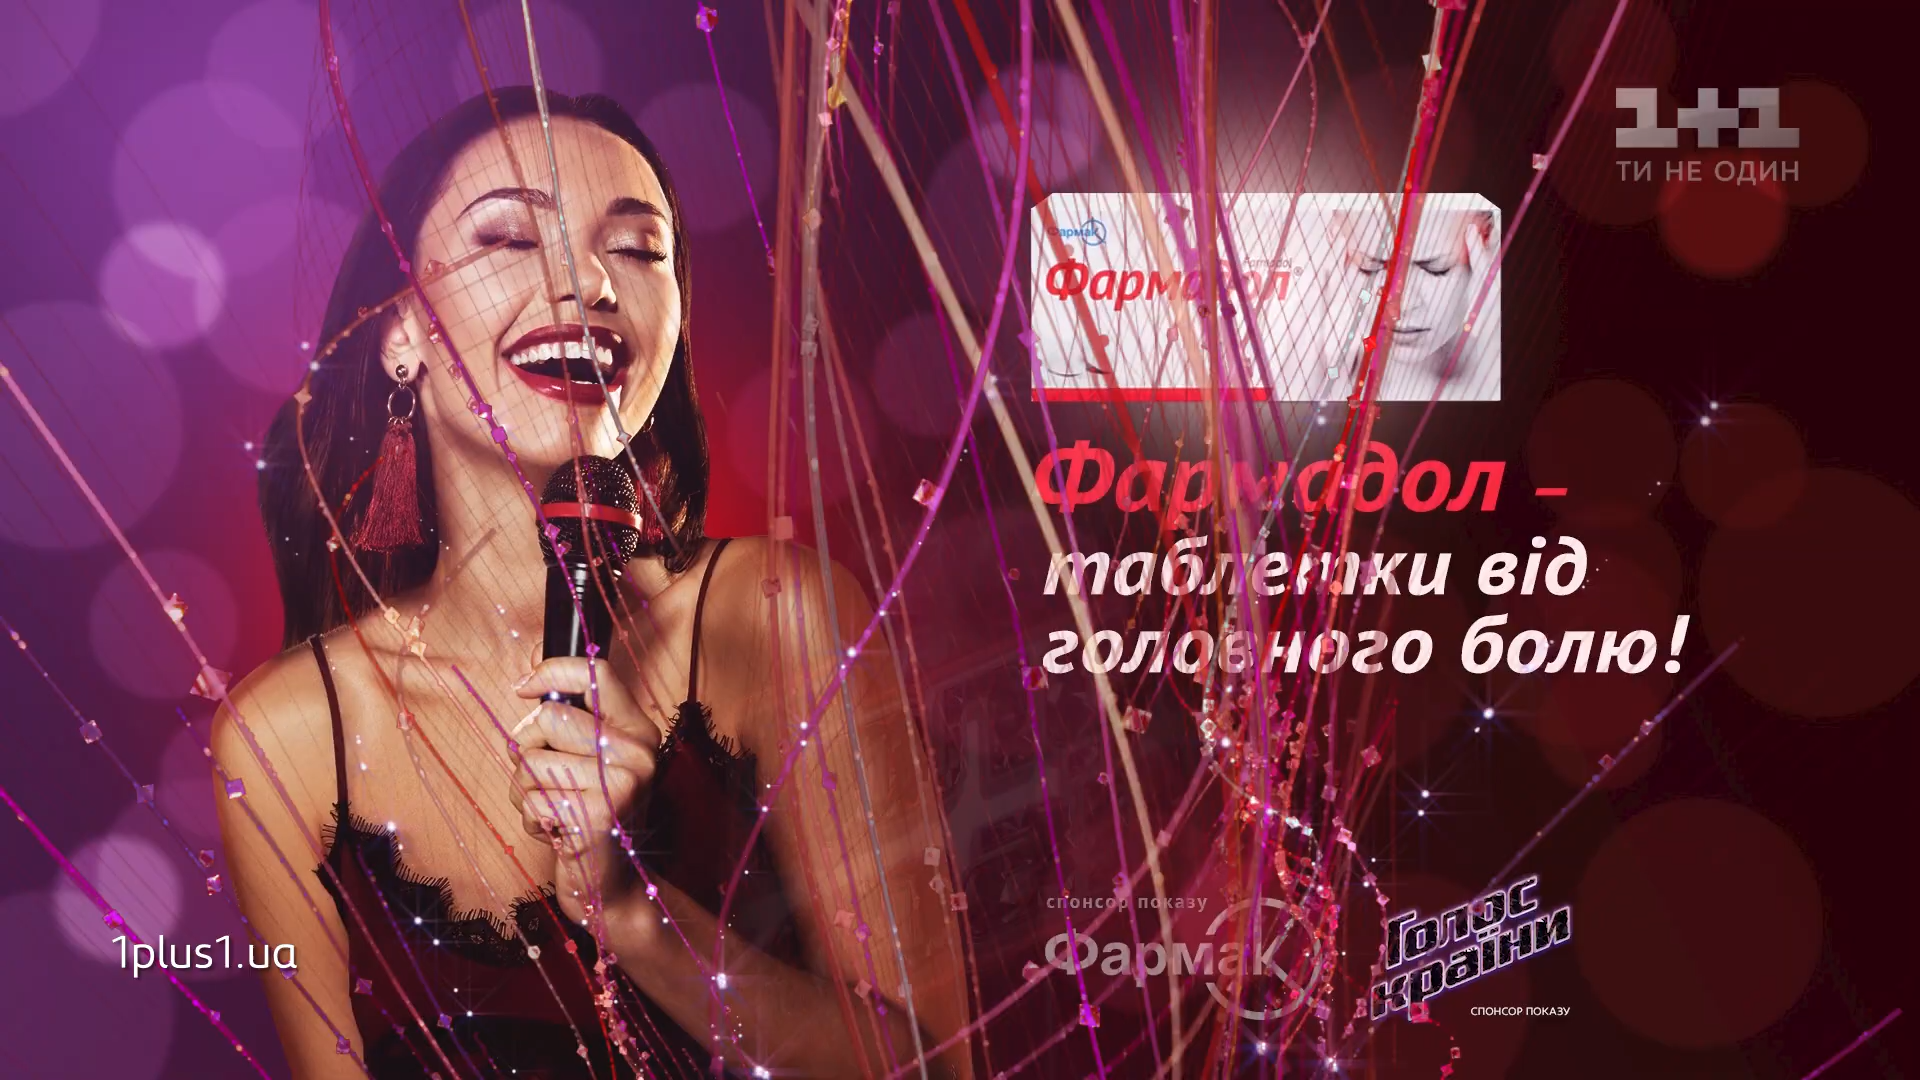 1+1
ТИ НЕ ОДИН
Фармак
Farmadol
Фармадол®
Фармадол –
таблетки від
головного болю!
спонсор показу
Фармак
Голос
країни
СПОНСОР ПОКАЗУ
1plus1.ua